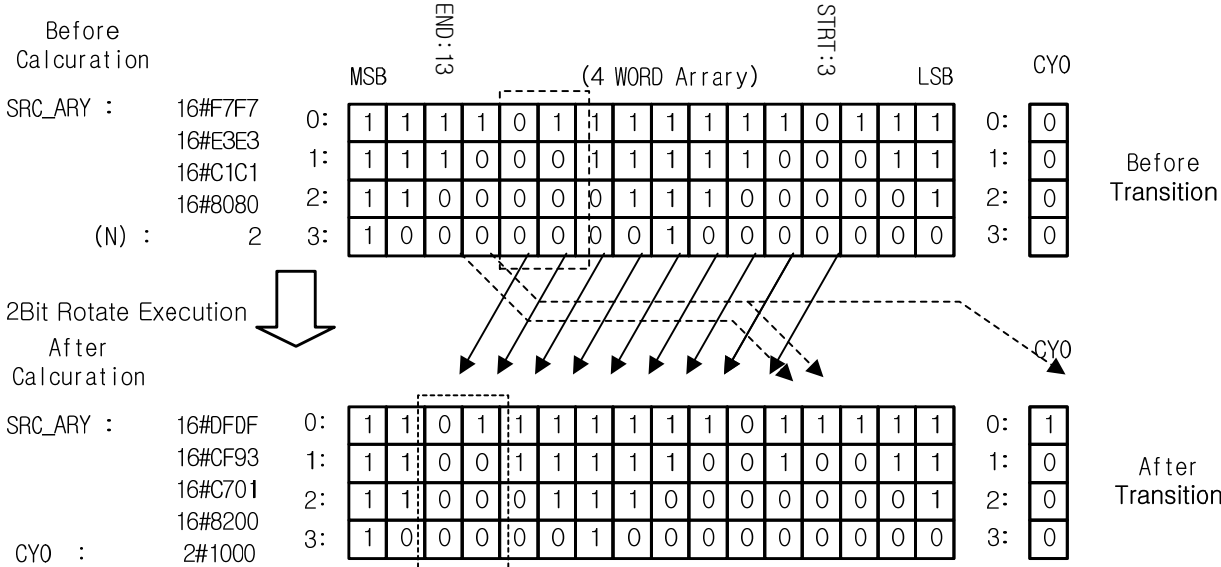 Before
Calcuration
END:13
STRT:3
MSB
(4 WORD Arrary)
LSB
CYO
SRC_ARY :
16#F7F7
16#E3E3
16#C1C1
16#8080
(N) : 2
0: 1 1 1 1 0 1 1 1 1 1 1 1 0 1 1 1 0: 0
1: 1 1 1 0 0 0 1 1 1 1 1 0 0 0 1 1 1: 0
2: 1 1 0 0 0 0 0 1 1 1 0 0 0 0 0 1 2: 0
3: 1 0 0 0 0 0 0 0 1 0 0 0 0 0 0 0 3: 0
Before
Transition
2Bit Rotate Execution
After
Calcuration
CYO
SRC_ARY :
16#DFDF
16#CF93
16#C701
16#8200
CYO : 2#1000
0: 1 1 0 1 1 1 1 1 1 1 0 1 1 1 1 1 0: 1
1: 1 1 0 0 1 1 1 1 1 0 0 1 0 0 1 1 1: 0
2: 1 1 0 0 0 1 1 1 0 0 0 0 0 0 0 1 2: 0
3: 1 0 0 0 0 0 1 0 0 0 0 0 0 0 0 0 3: 0
After
Transition